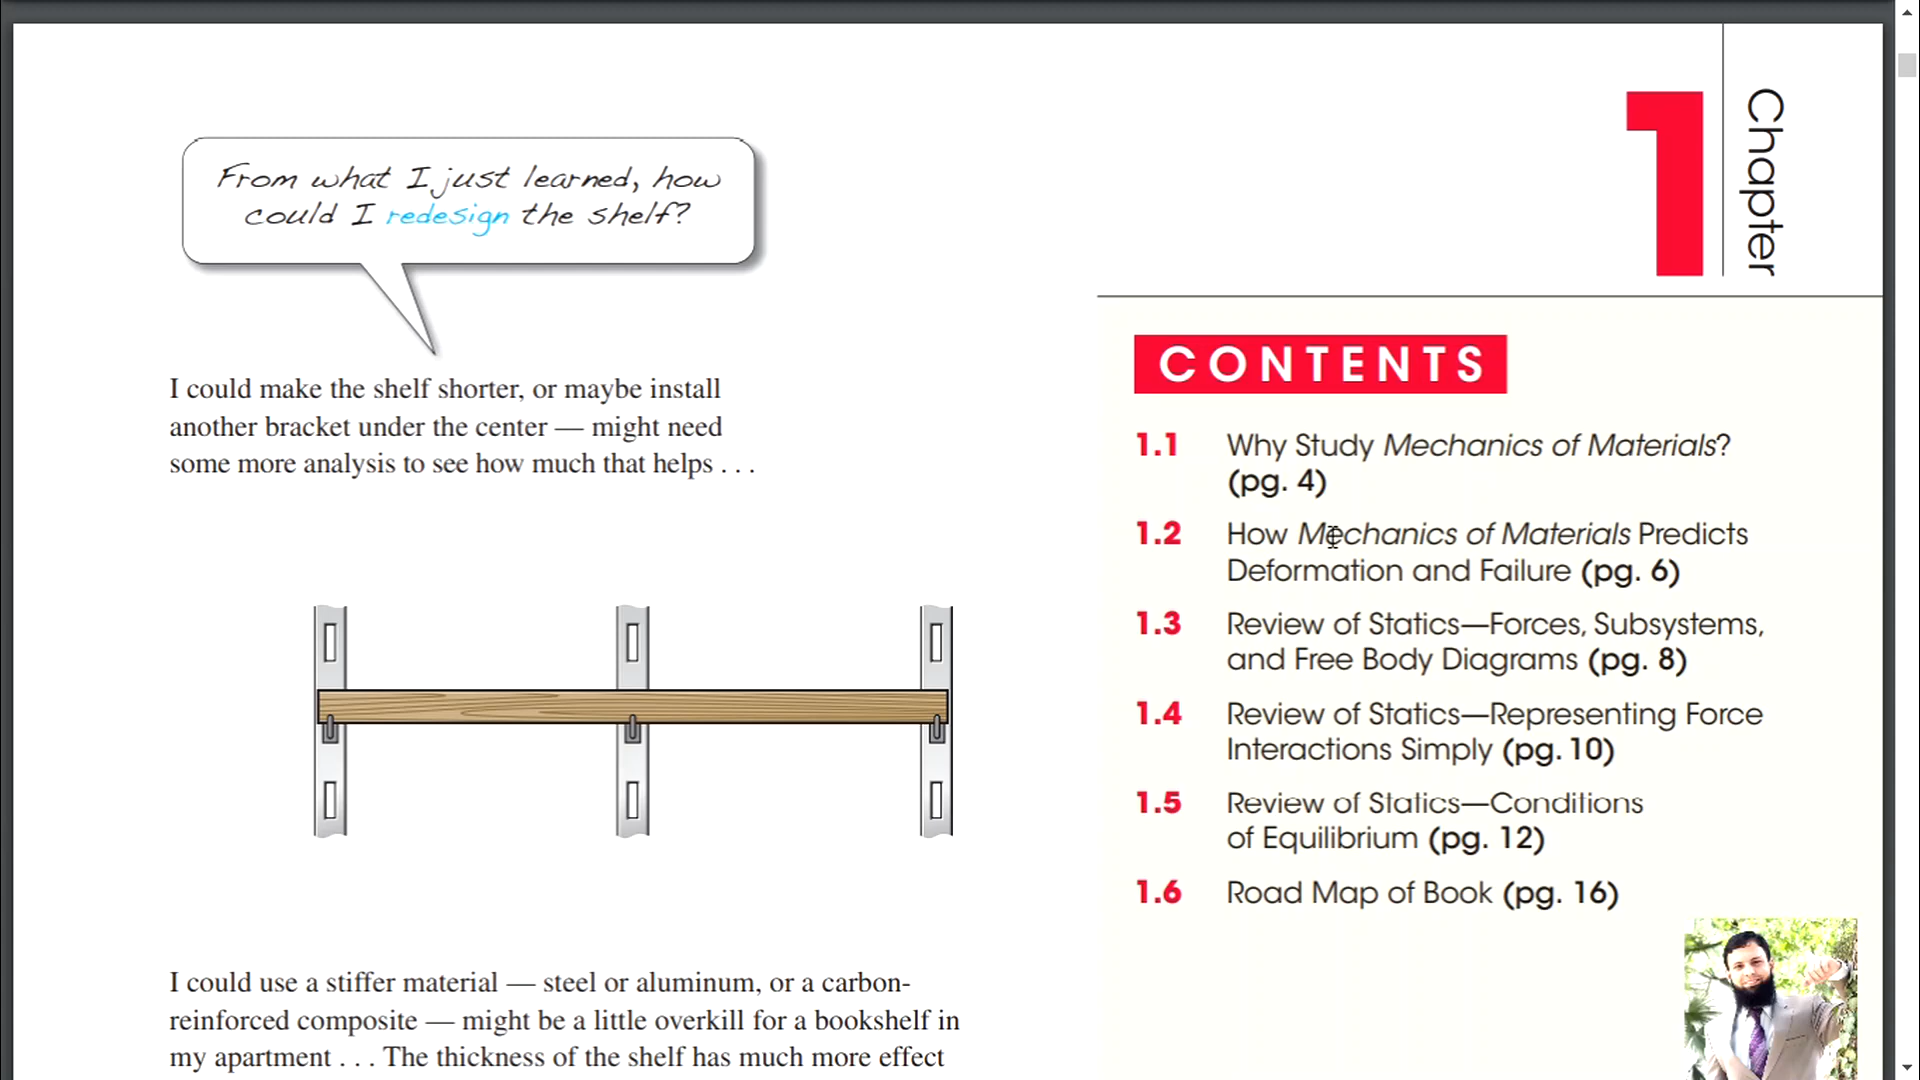 From what I just learned, how
could I redesign the shelf?
I could make the shelf shorter, or maybe install
another bracket under the center — might need
some more analysis to see how much that helps . . .
I could use a stiffer material — steel or aluminum, or a carbon-
reinforced composite — might be a little overkill for a bookshelf in
my apartment . . . The thickness of the shelf has much more effect
1
Chapter
CONTENTS
1.1 Why Study Mechanics of Materials?
(pg. 4)
1.2 How Mechanics of Materials Predicts
Deformation and Failure (pg. 6)
1.3 Review of Statics—Forces, Subsystems,
and Free Body Diagrams (pg. 8)
1.4 Review of Statics—Representing Force
Interactions Simply (pg. 10)
1.5 Review of Statics—Conditions
of Equilibrium (pg. 12)
1.6 Road Map of Book (pg. 16)